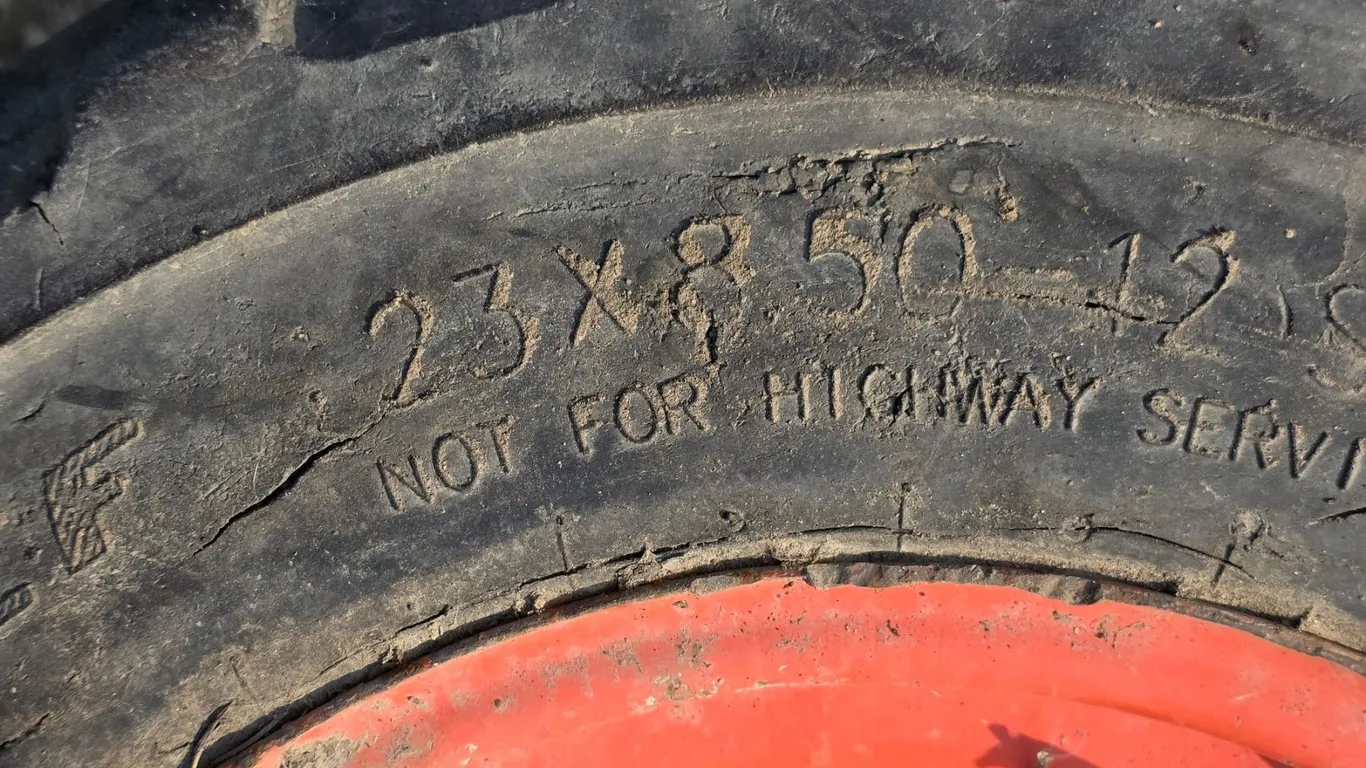 23X8 50-12
NOT FOR HIGHWAY SERVI